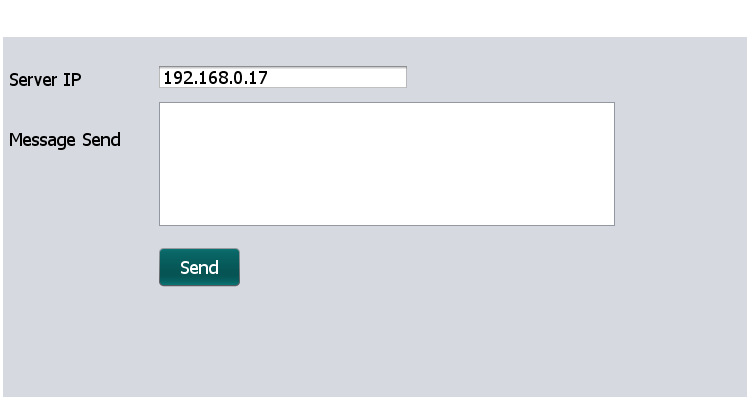 Server IP 192.168.0.17
Message Send
Send